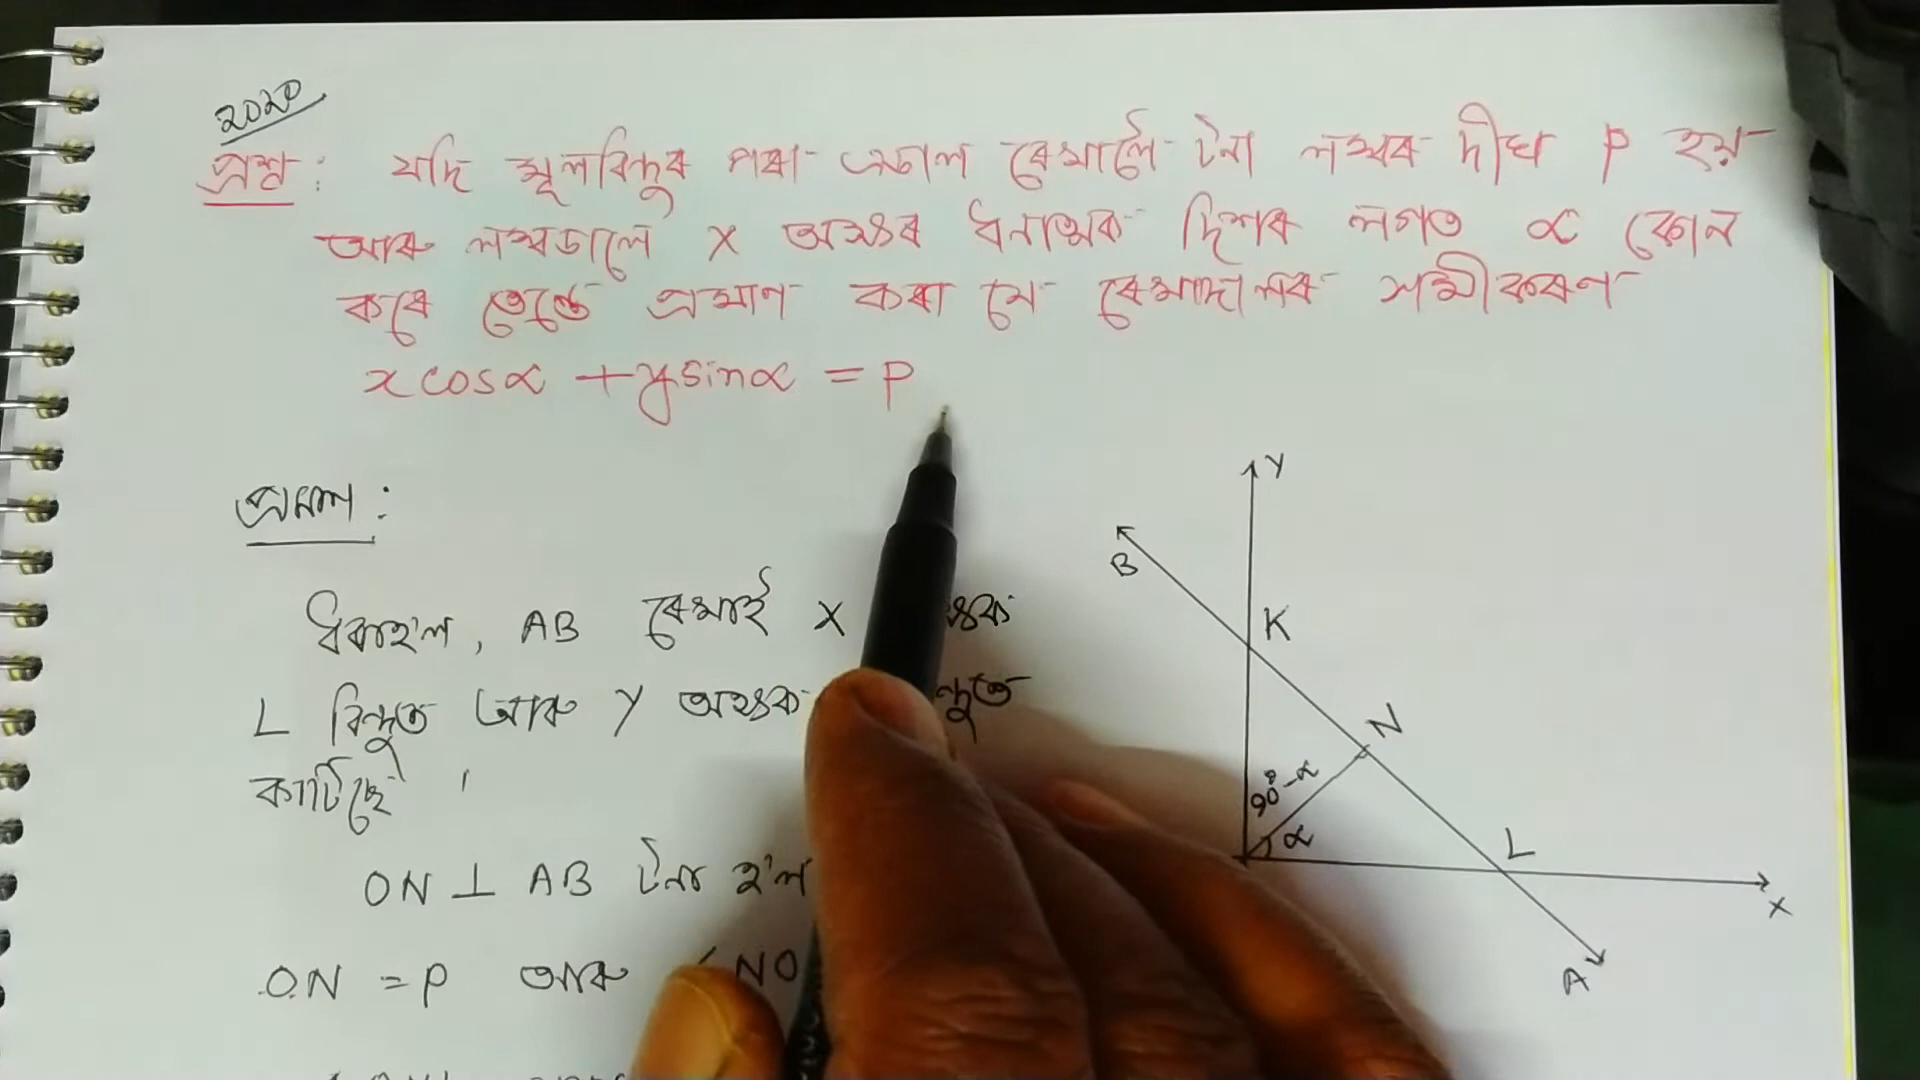 ২০২০
প্ৰশ্ন : যদি মূলবিন্দুৰ পৰা এডাল ৰেখালৈ টনা লম্বৰ দীঘ P হয়
আৰু লম্বডালে X অক্ষৰ ধনাত্মক দিশৰ লগত α কোন
কৰে তেন্তে প্ৰমাণ কৰা যে ৰেখাডালৰ সমীকৰণ
x cosα + y sinα = P
প্ৰমাণ :
ধৰাহ'ল, AB ৰেখাই X
L বিন্দুত আৰু Y অক্ষক
কাটিছে ।
ON ⊥ AB টনা হ'ল
ON = P আৰু ∠NO
Y
B
K
N
90°-α
α
L
X
A